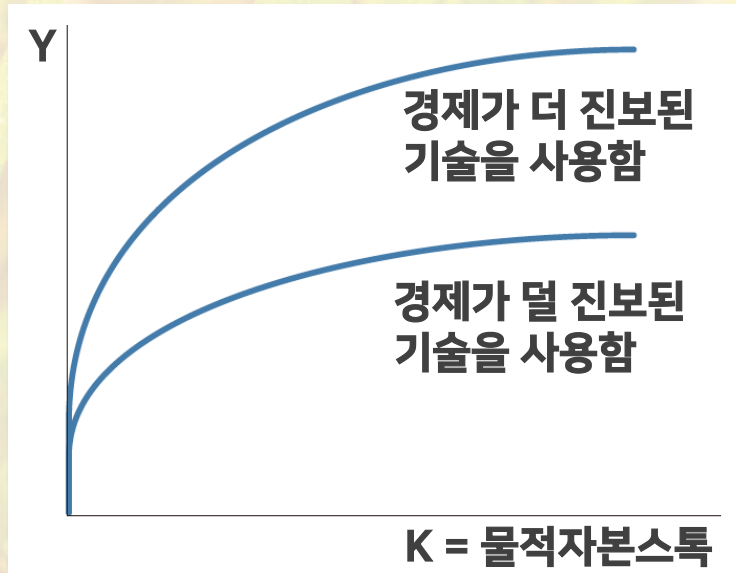 Y
경제가 더 진보된
기술을 사용함
경제가 덜 진보된
기술을 사용함
K = 물적자본스톡